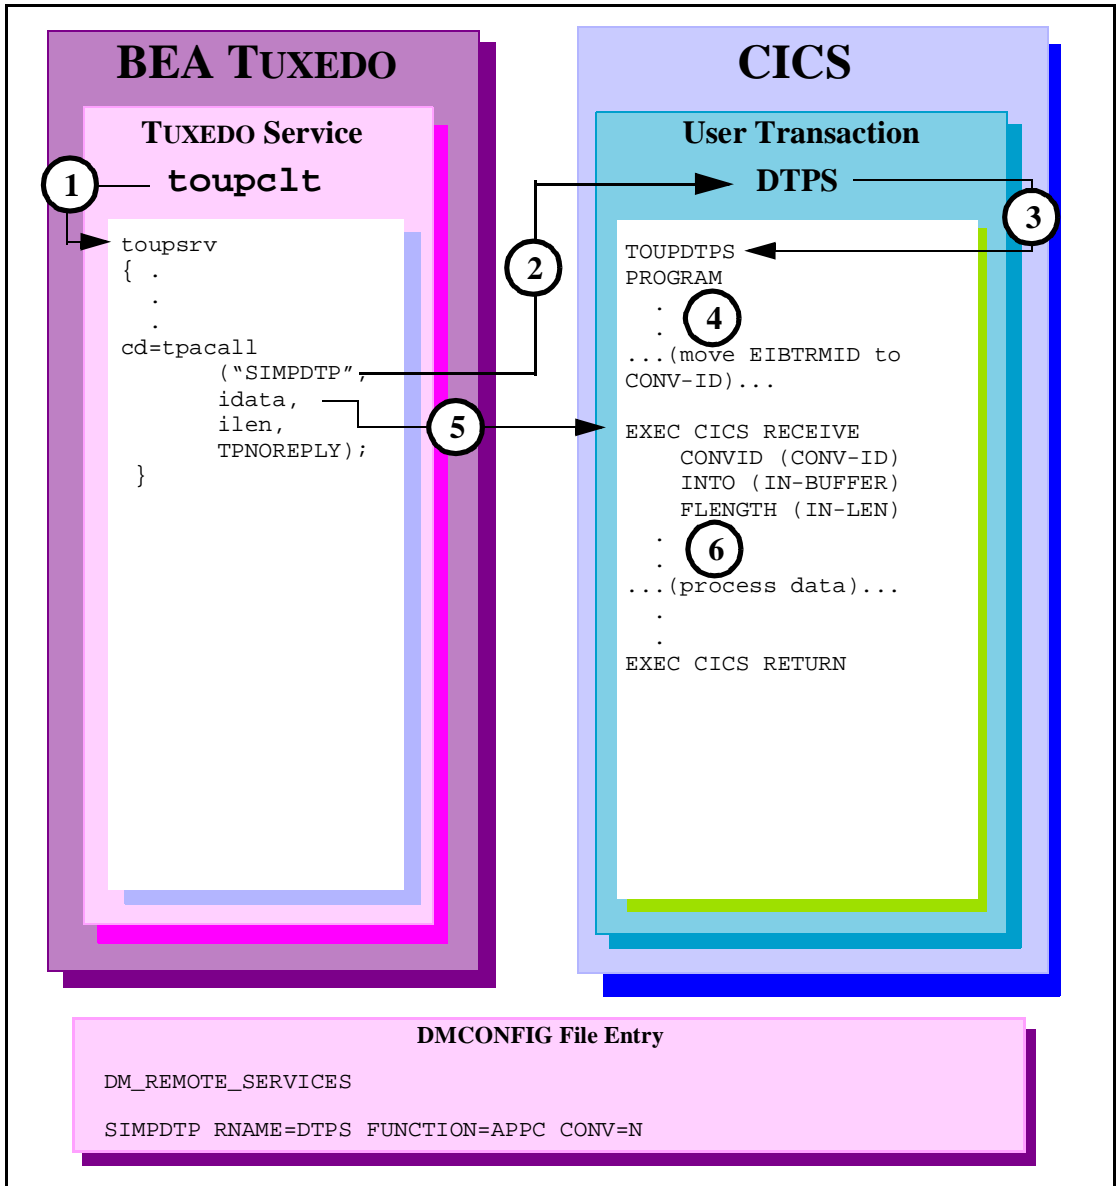 BEA TUXEDO
TUXEDO Service
1
toupclt
toupsrv
{ .
.
.
cd=tpacall
("SIMPDTP",
idata,
ilen,
TPNOREPLY);
}
2
5
CICS
User Transaction
DTPS
3
TOUPDTPS
PROGRAM
.
.
4
...(move EIBTRMID to
CONV-ID)...
EXEC CICS RECEIVE
CONVID (CONV-ID)
INTO (IN-BUFFER)
FLENGTH (IN-LEN)
.
.
6
...(process data)...
.
.
EXEC CICS RETURN
DMCONFIG File Entry
DM_REMOTE_SERVICES
SIMPDTP RNAME=DTPS FUNCTION=APPC CONV=N